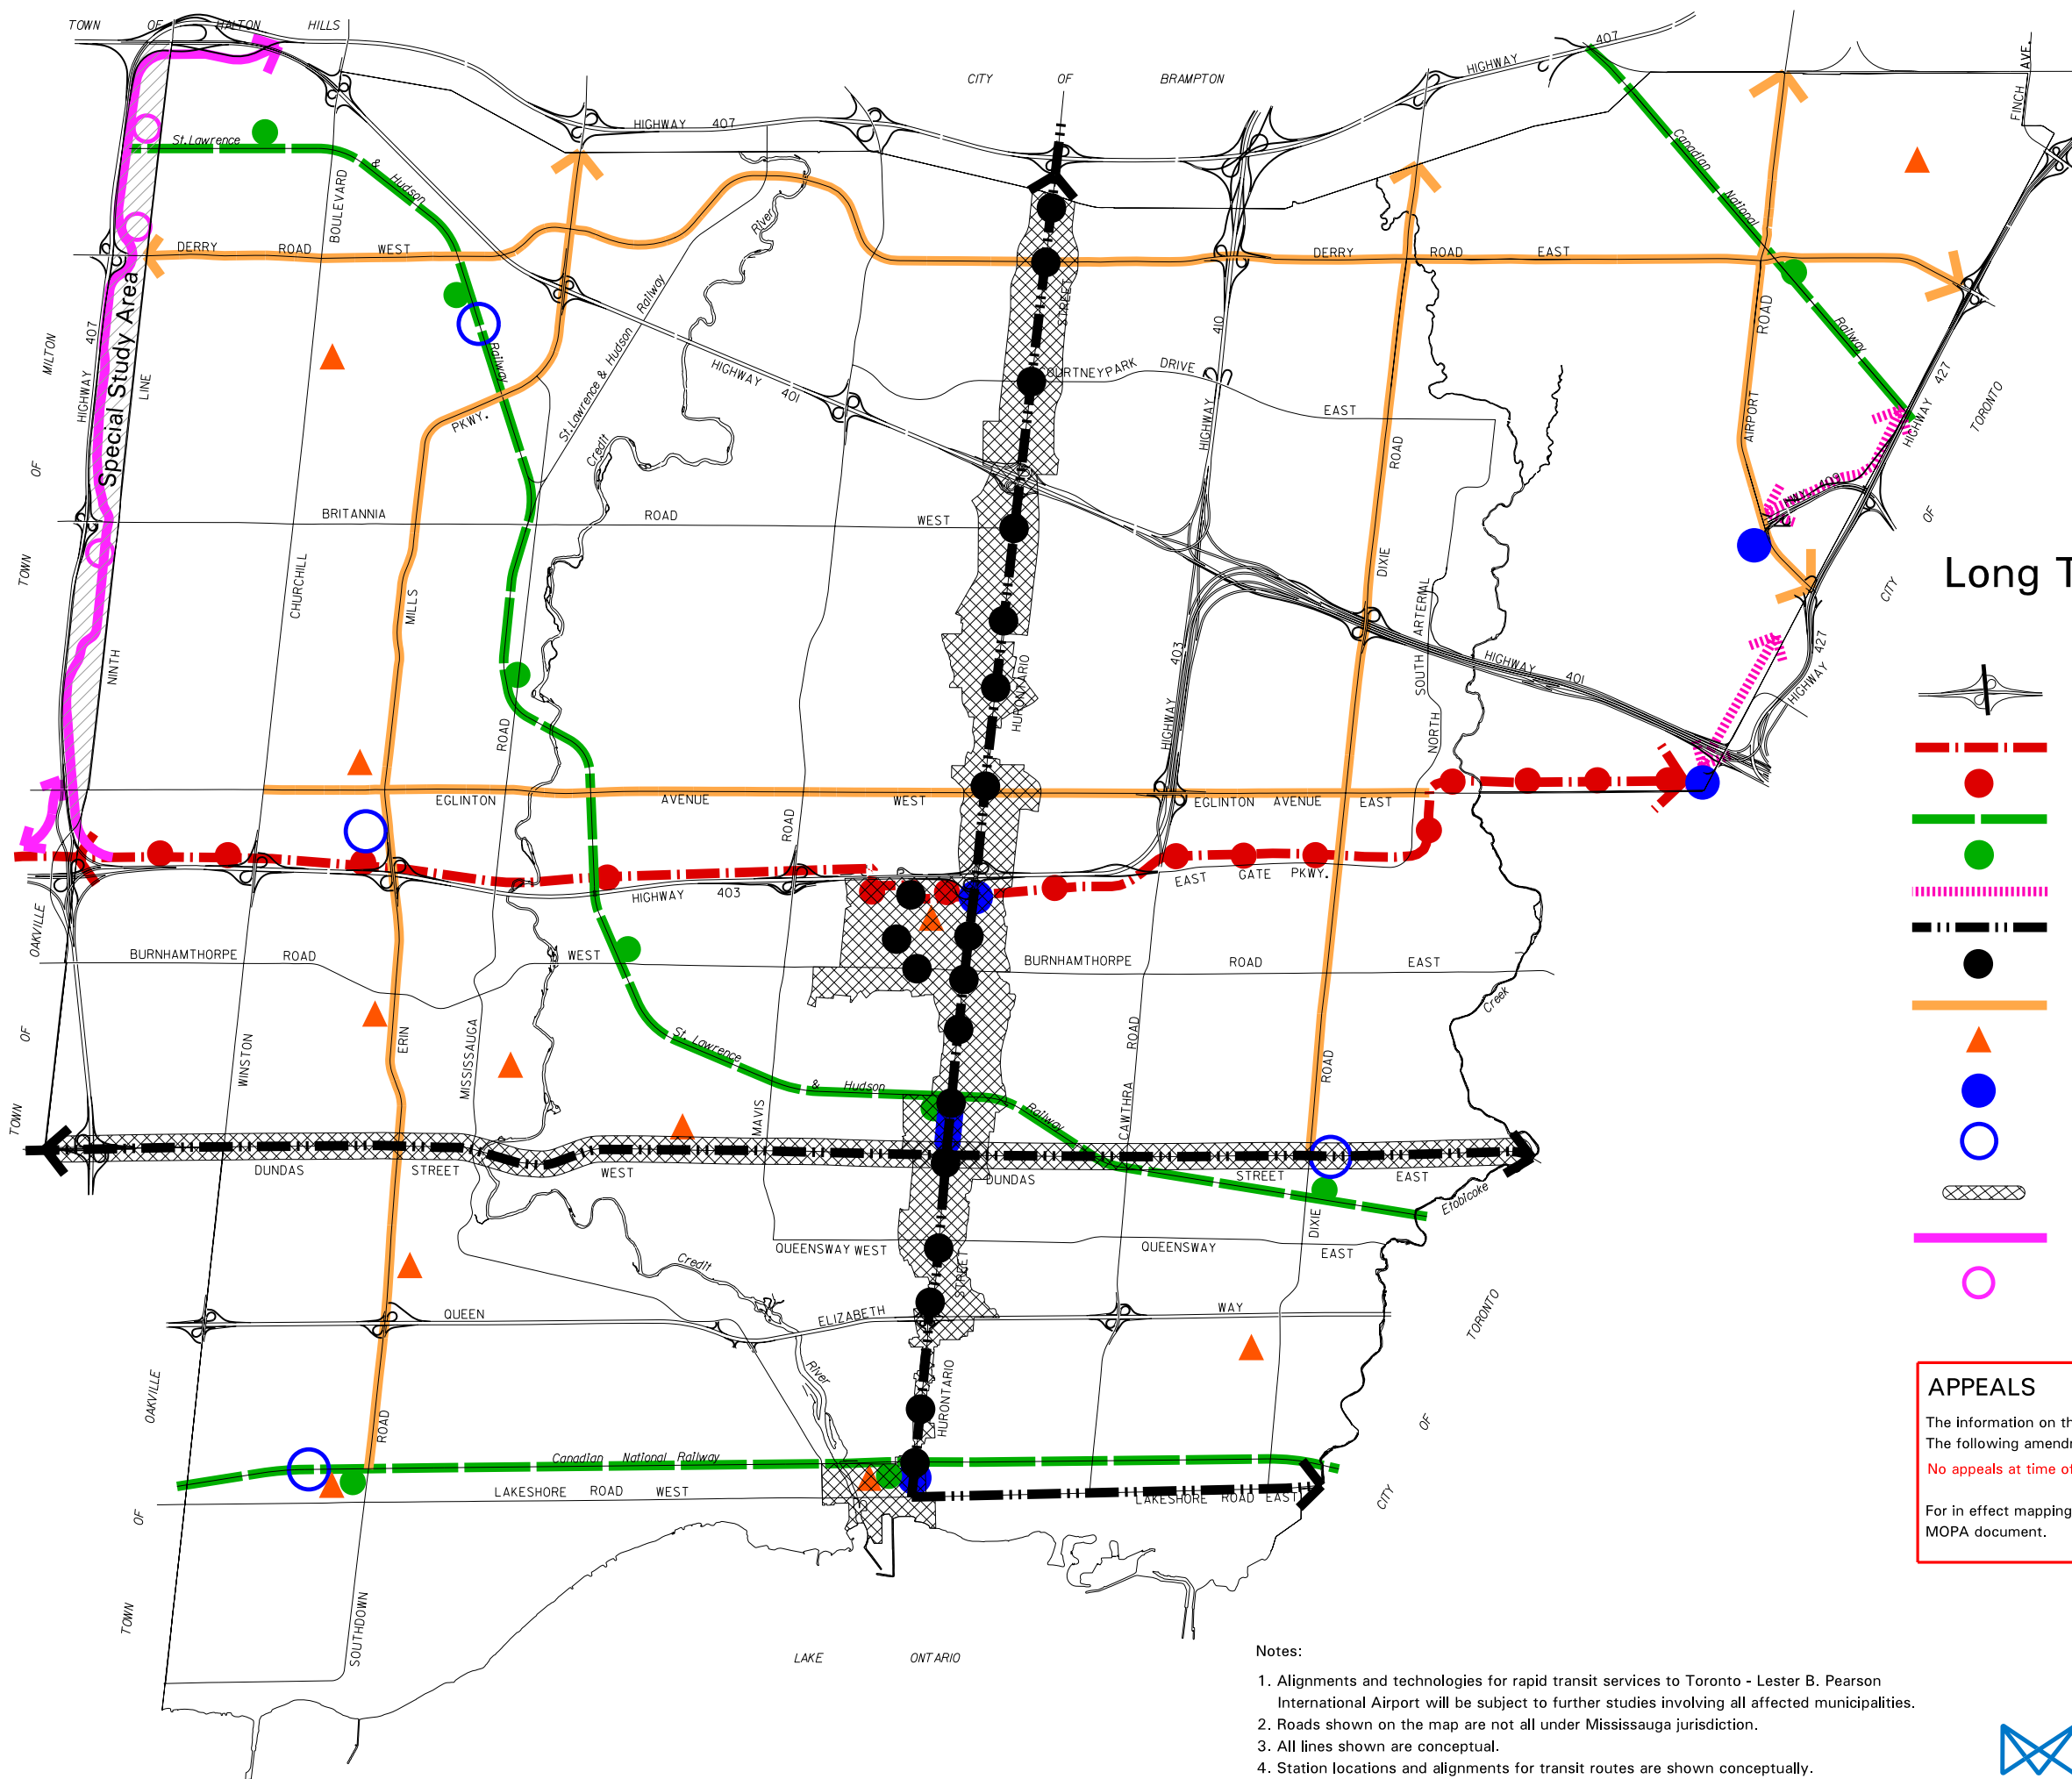 TOWN OF HALTON HILLS
CITY OF BRAMPTON
HIGHWAY 407
FINCH AVE.
St.Lawrence & Hudson Railway
BOULEVARD
HIGHWAY 407
Canadian National Railway
River
DERRY ROAD WEST
DERRY ROAD EAST
STREET
410
ROAD
MILTON
HIGHWAY 407
Special Study Area
LINE
St.Lawrence & Hudson Railway
HIGHWAY 401
DRIVE
EAST
HIGHWAY
ROAD
AIRPORT
HIGHWAY 427
TORONTO
PKWY.
Credit
OF
BRITANNIA ROAD WEST
OF
TOWN
CHURCHILL
MILLS
DIXIE
SOUTH ARTERIAL
CITY
Long T
NINTH
HURONTARIO
403
HIGHWAY 401
427
HIGHWAY
ROAD
HIGHWAY
NORTH
EGLINTON AVENUE WEST
EGLINTON AVENUE EAST
ROAD
HIGHWAY 403
EAST GATE PKWY.
OAKVILLE
BURNHAMTHORPE ROAD WEST
BURNHAMTHORPE ROAD EAST
OF
WINSTON
ERIN
MISSISSAUGA
St. Lawrence & Hudson Railway
ROAD
ROAD
Creek
TOWN
MAVIS
CAWTHRA
DUNDAS STREET WEST
DUNDAS STREET EAST
Etobicoke
DIXIE
QUEENSWAY WEST
QUEENSWAY EAST
Credit
STREET
QUEEN ELIZABETH WAY
TORONTO
River
OAKVILLE
HURONTARIO
ROAD
OF
Canadian National Railway
LAKESHORE ROAD WEST
LAKESHORE ROAD EAST
CITY
OF
TOWN
SOUTHDOWN
LAKE ONTARIO
APPEALS
The information on th
The following amend
No appeals at time of
For in effect mapping
MOPA document.
Notes:
1. Alignments and technologies for rapid transit services to Toronto - Lester B. Pearson
International Airport will be subject to further studies involving all affected municipalities.
2. Roads shown on the map are not all under Mississauga jurisdiction.
3. All lines shown are conceptual.
4. Station locations and alignments for transit routes are shown conceptually.